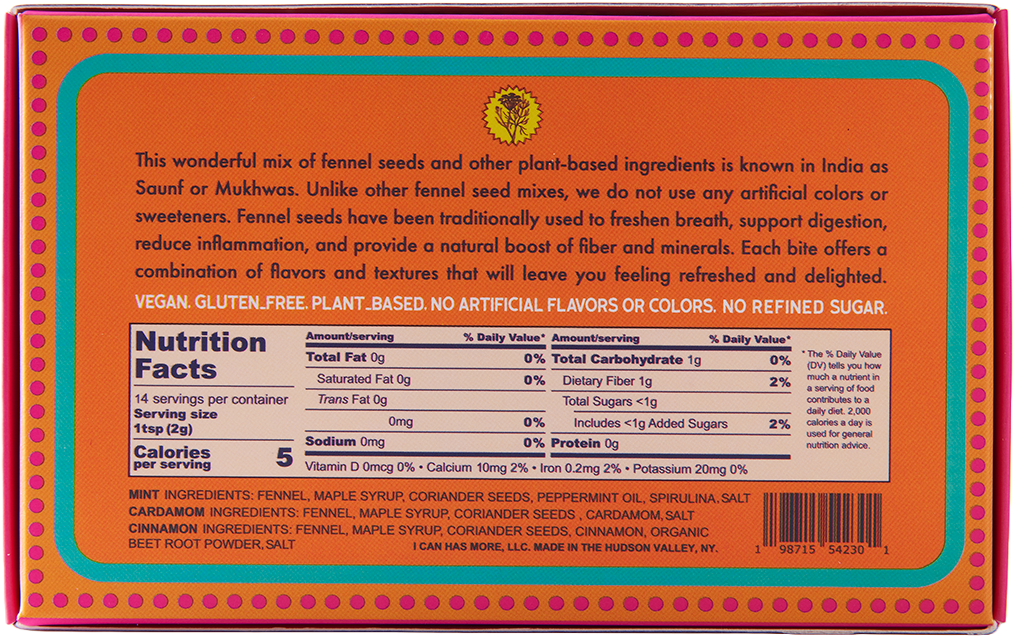 This wonderful mix of fennel seeds and other plant-based ingredients is known in India as
Saunf or Mukhwas. Unlike other fennel seed mixes, we do not use any artificial colors or
sweeteners. Fennel seeds have been traditionally used to freshen breath, support digestion,
reduce inflammation, and provide a natural boost of fiber and minerals. Each bite offers a
combination of flavors and textures that will leave you feeling refreshed and delighted.
VEGAN. GLUTEN_FREE. PLANT_BASED. NO ARTIFICIAL FLAVORS OR COLORS. NO REFINED SUGAR.
Nutrition
Facts
14 servings per container
Serving size
1tsp (2g)
Calories
per serving
5
Amount/serving % Daily Value*
Total Fat 0g 0%
Saturated Fat 0g 0%
Trans Fat 0g
0mg 0%
Sodium 0mg 0%
Amount/serving % Daily Value*
Total Carbohydrate 1g 0%
Dietary Fiber 1g 2%
Total Sugars <1g
Includes <1g Added Sugars 2%
Protein 0g
Vitamin D 0mcg 0% • Calcium 10mg 2% • Iron 0.2mg 2% • Potassium 20mg 0%
* The % Daily Value
(DV) tells you how
much a nutrient in
a serving of food
contributes to a
daily diet. 2,000
calories a day is
used for general
nutrition advice.
MINT INGREDIENTS: FENNEL, MAPLE SYRUP, CORIANDER SEEDS, PEPPERMINT OIL, SPIRULINA. SALT
CARDAMOM INGREDIENTS: FENNEL, MAPLE SYRUP, CORIANDER SEEDS , CARDAMOM, SALT
CINNAMON INGREDIENTS: FENNEL, MAPLE SYRUP, CORIANDER SEEDS, CINNAMON, ORGANIC
BEET ROOT POWDER, SALT
I CAN HAS MORE, LLC. MADE IN THE HUDSON VALLEY, NY.
1 98715 54230 1